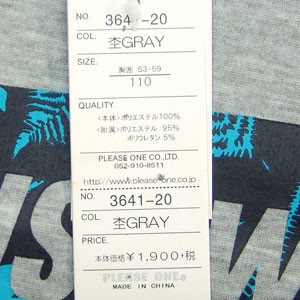 NO. 3641-20
COL. 杢GRAY
SIZE.
胸囲 53-59
110
QUALITY.
〈本体〉ポリエステル100%
〈附属〉ポリエステル 95%
ポリウレタン 5%
PLEASE ONE CO.,LTD.
052-910-6511
http://www.please-one.co.jp
NO. 3641-20
COL. 杢GRAY
PRICE.
本体価格 ¥1,900+税
PLEASE ONE.
MADE IN CHINA